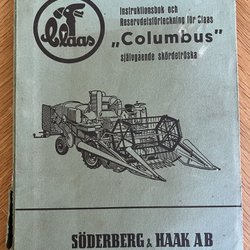 Claas
Instruktionsbok och
Reservdelsförteckning för Claas
„Columbus"
självgående skördetröska
SÖDERBERG & HAAK AB